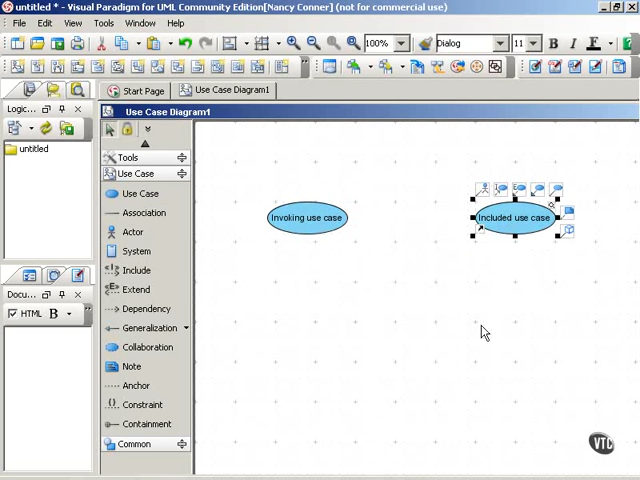 untitled * - Visual Paradigm for UML Community Edition[Nancy Conner] (not for commercial use)
File Edit View Tools Window Help
100% Dialog 11 B I F
Start Page Use Case Diagram1
Logic...
Use Case Diagram1
untitled
Tools
Use Case
Use Case
Association
Actor
System
Include
Extend
Dependency
Generalization
Collaboration
Note
Anchor
Constraint
Containment
Common
Docu...
HTML B
Invoking use case
Included use case
VTC